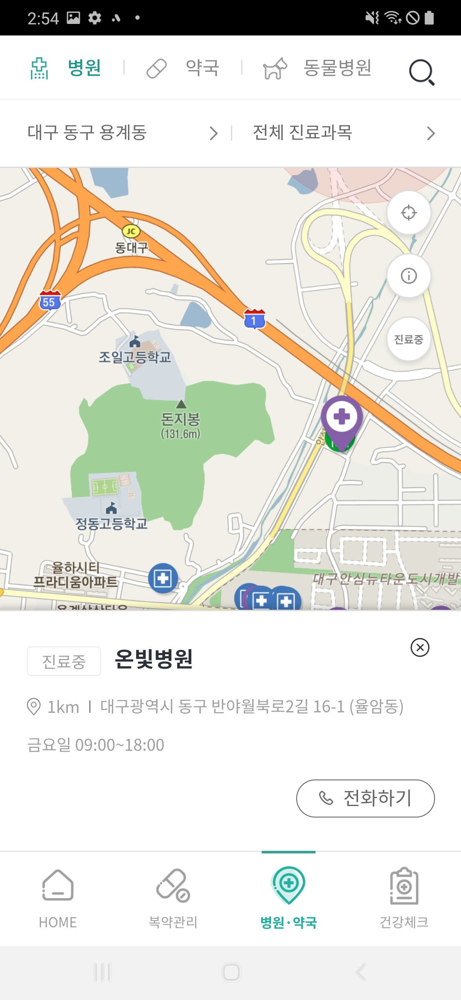 2:54
병원
약국
동물병원
대구 동구 용계동
전체 진료과목
JC
동대구
55
1
진료중
조일고등학교
돈지봉
(131.6m)
정동고등학교
율하시티
프라디움아파트
대구안심뉴타운도시개발
진료중 온빛병원
1km | 대구광역시 동구 반야월북로2길 16-1 (율암동)
금요일 09:00~18:00
전화하기
HOME
복약관리
병원·약국
건강체크